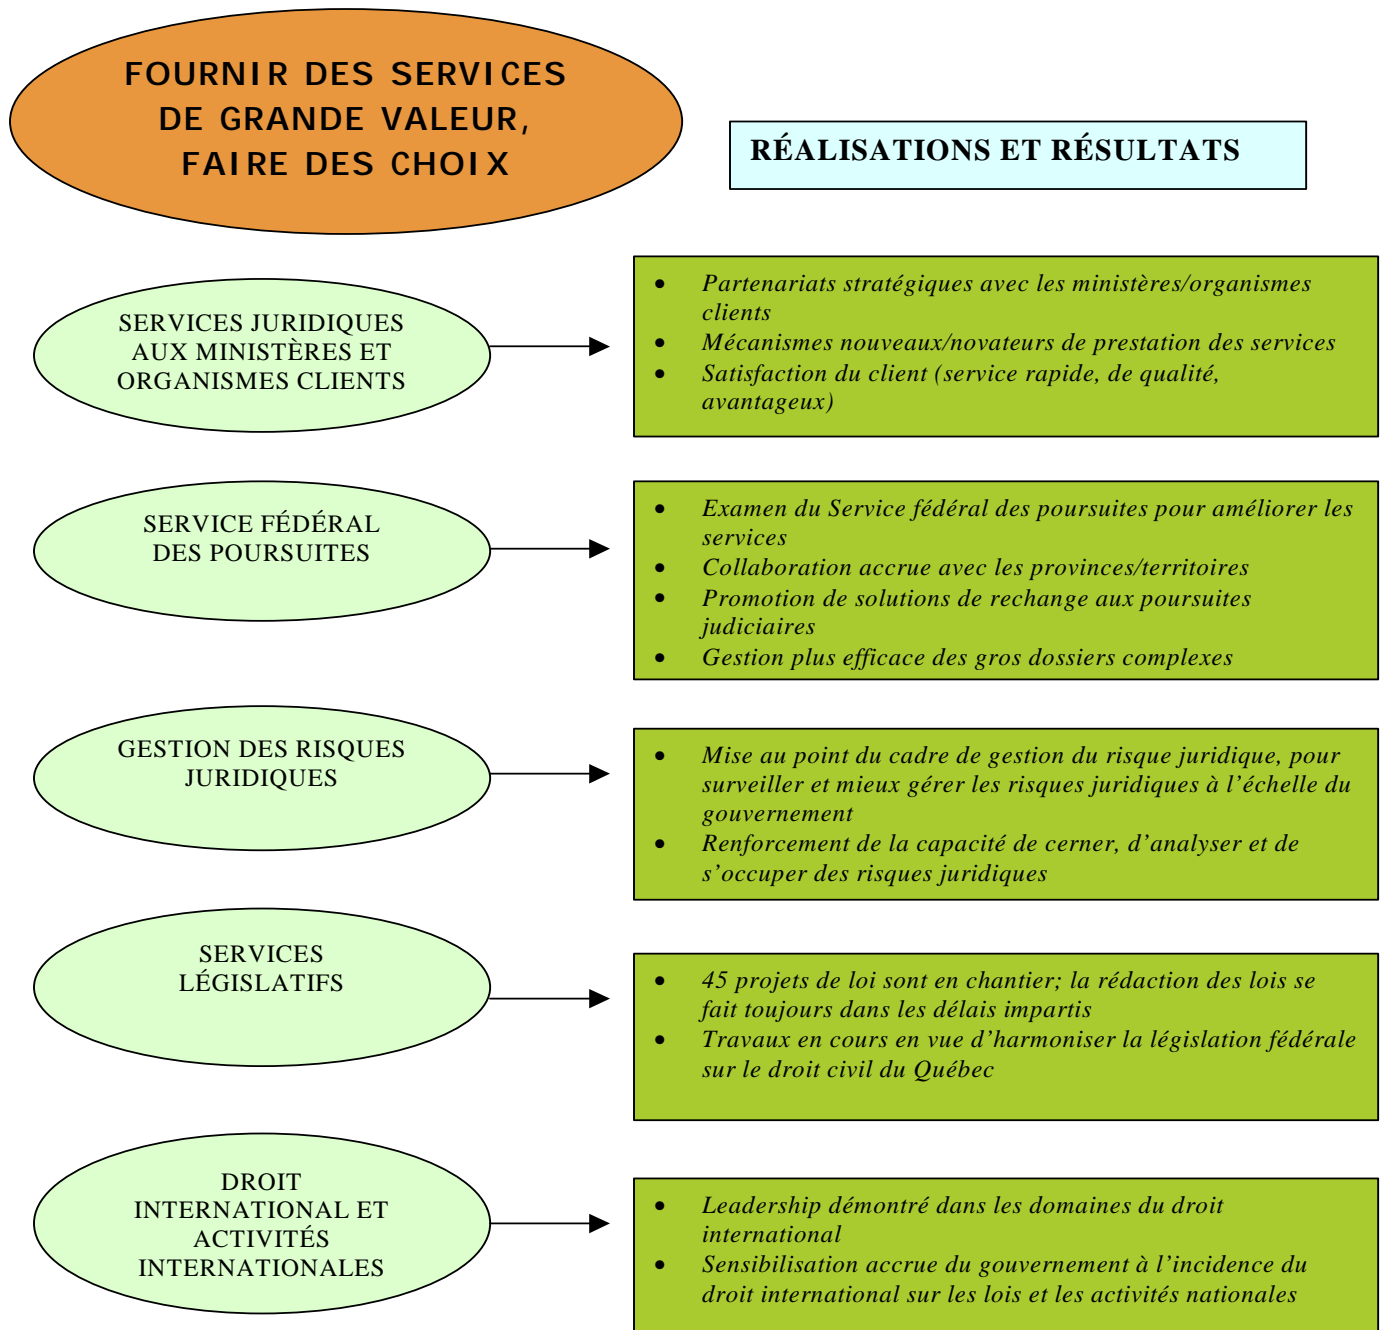 FOURNIR DES SERVICES
DE GRANDE VALEUR,
FAIRE DES CHOIX
RÉALISATIONS ET RÉSULTATS
SERVICES JURIDIQUES
AUX MINISTÈRES ET
ORGANISMES CLIENTS
• Partenariats stratégiques avec les ministères/organismes
clients
• Mécanismes nouveaux/novateurs de prestation des services
• Satisfaction du client (service rapide, de qualité,
avantageux)
SERVICE FÉDÉRAL
DES POURSUITES
• Examen du Service fédéral des poursuites pour améliorer les
services
• Collaboration accrue avec les provinces/territoires
• Promotion de solutions de rechange aux poursuites
judiciaires
• Gestion plus efficace des gros dossiers complexes
GESTION DES RISQUES
JURIDIQUES
• Mise au point du cadre de gestion du risque juridique, pour
surveiller et mieux gérer les risques juridiques à l’échelle du
gouvernement
• Renforcement de la capacité de cerner, d’analyser et de
s’occuper des risques juridiques
SERVICES
LÉGISLATIFS
• 45 projets de loi sont en chantier; la rédaction des lois se
fait toujours dans les délais impartis
• Travaux en cours en vue d’harmoniser la législation fédérale
sur le droit civil du Québec
DROIT
INTERNATIONAL ET
ACTIVITÉS
INTERNATIONALES
• Leadership démontré dans les domaines du droit
international
• Sensibilisation accrue du gouvernement à l’incidence du
droit international sur les lois et les activités nationales